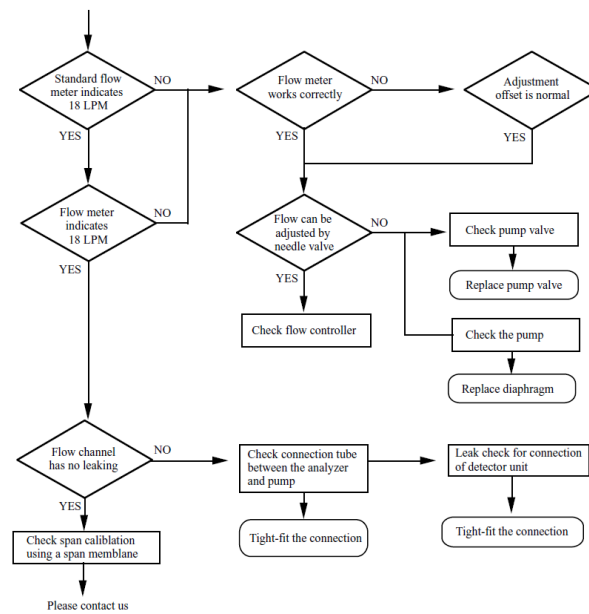 Standard flow
meter indicates
18 LPM
NO
YES
Flow meter
works correctly
NO
YES
Adjustment
offset is normal
YES
Flow meter
indicates
18 LPM
NO
YES
Flow can be
adjusted by
needle valve
NO
YES
Check pump valve
Replace pump valve
Check flow controller
Check the pump
Replace diaphragm
Flow channel
has no leaking
NO
YES
Check connection tube
between the analyzer
and pump
Leak check for connection
of detector unit
Tight-fit the connection
Tight-fit the connection
Check span caliblation
using a span memblane
Please contact us